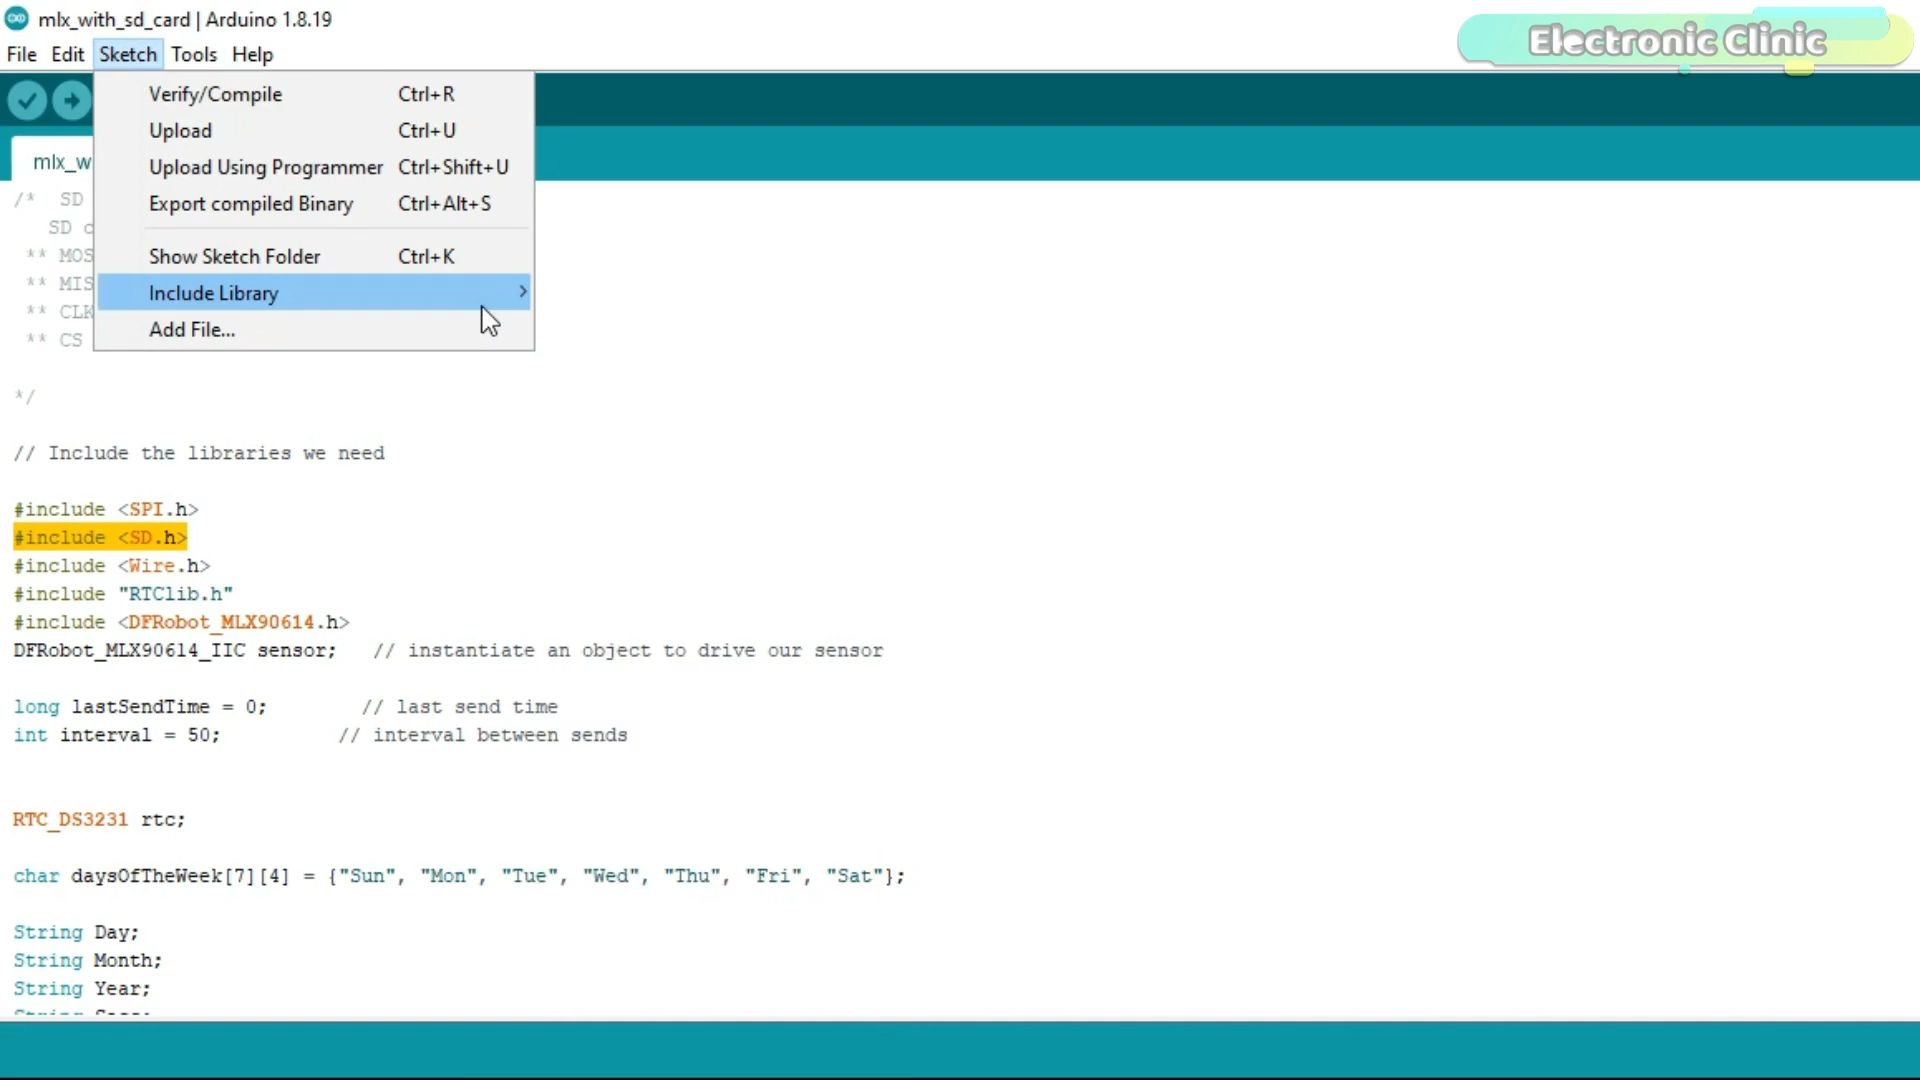 mlx_with_sd_card | Arduino 1.8.19
Electronic Clinic
File Edit Sketch Tools Help
Verify/Compile Ctrl+R
Upload Ctrl+U
Upload Using Programmer Ctrl+Shift+U
Export compiled Binary Ctrl+Alt+S
Show Sketch Folder Ctrl+K
Include Library >
Add File...
mlx_w
/* SD
SD c
** MOS
** MIS
** CLK
** CS
*/
// Include the libraries we need
#include <SPI.h>
#include <SD.h>
#include <Wire.h>
#include "RTClib.h"
#include <DFRobot_MLX90614.h>
DFRobot_MLX90614_IIC sensor; // instantiate an object to drive our sensor
long lastSendTime = 0; // last send time
int interval = 50; // interval between sends
RTC_DS3231 rtc;
char daysOfTheWeek[7][4] = {"Sun", "Mon", "Tue", "Wed", "Thu", "Fri", "Sat"};
String Day;
String Month;
String Year;